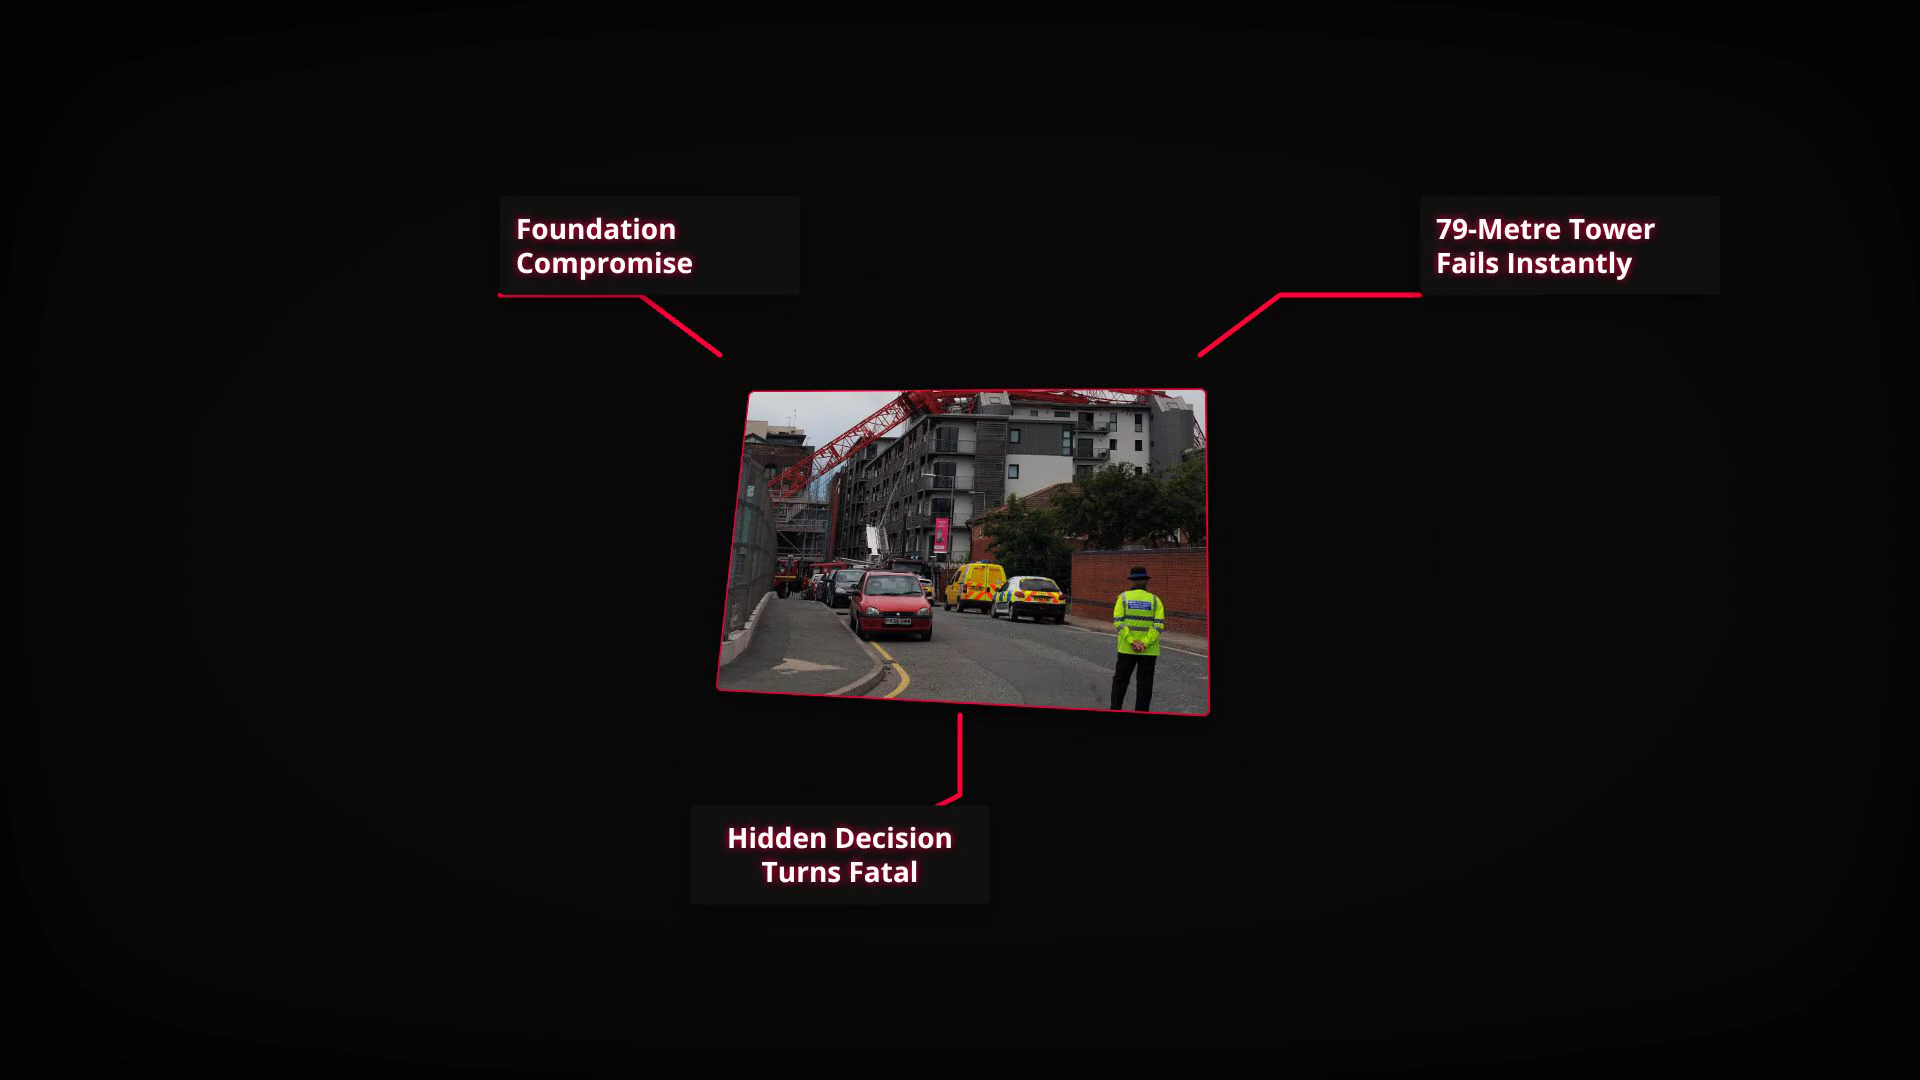 Foundation
Compromise
79-Metre Tower
Fails Instantly
Hidden Decision
Turns Fatal